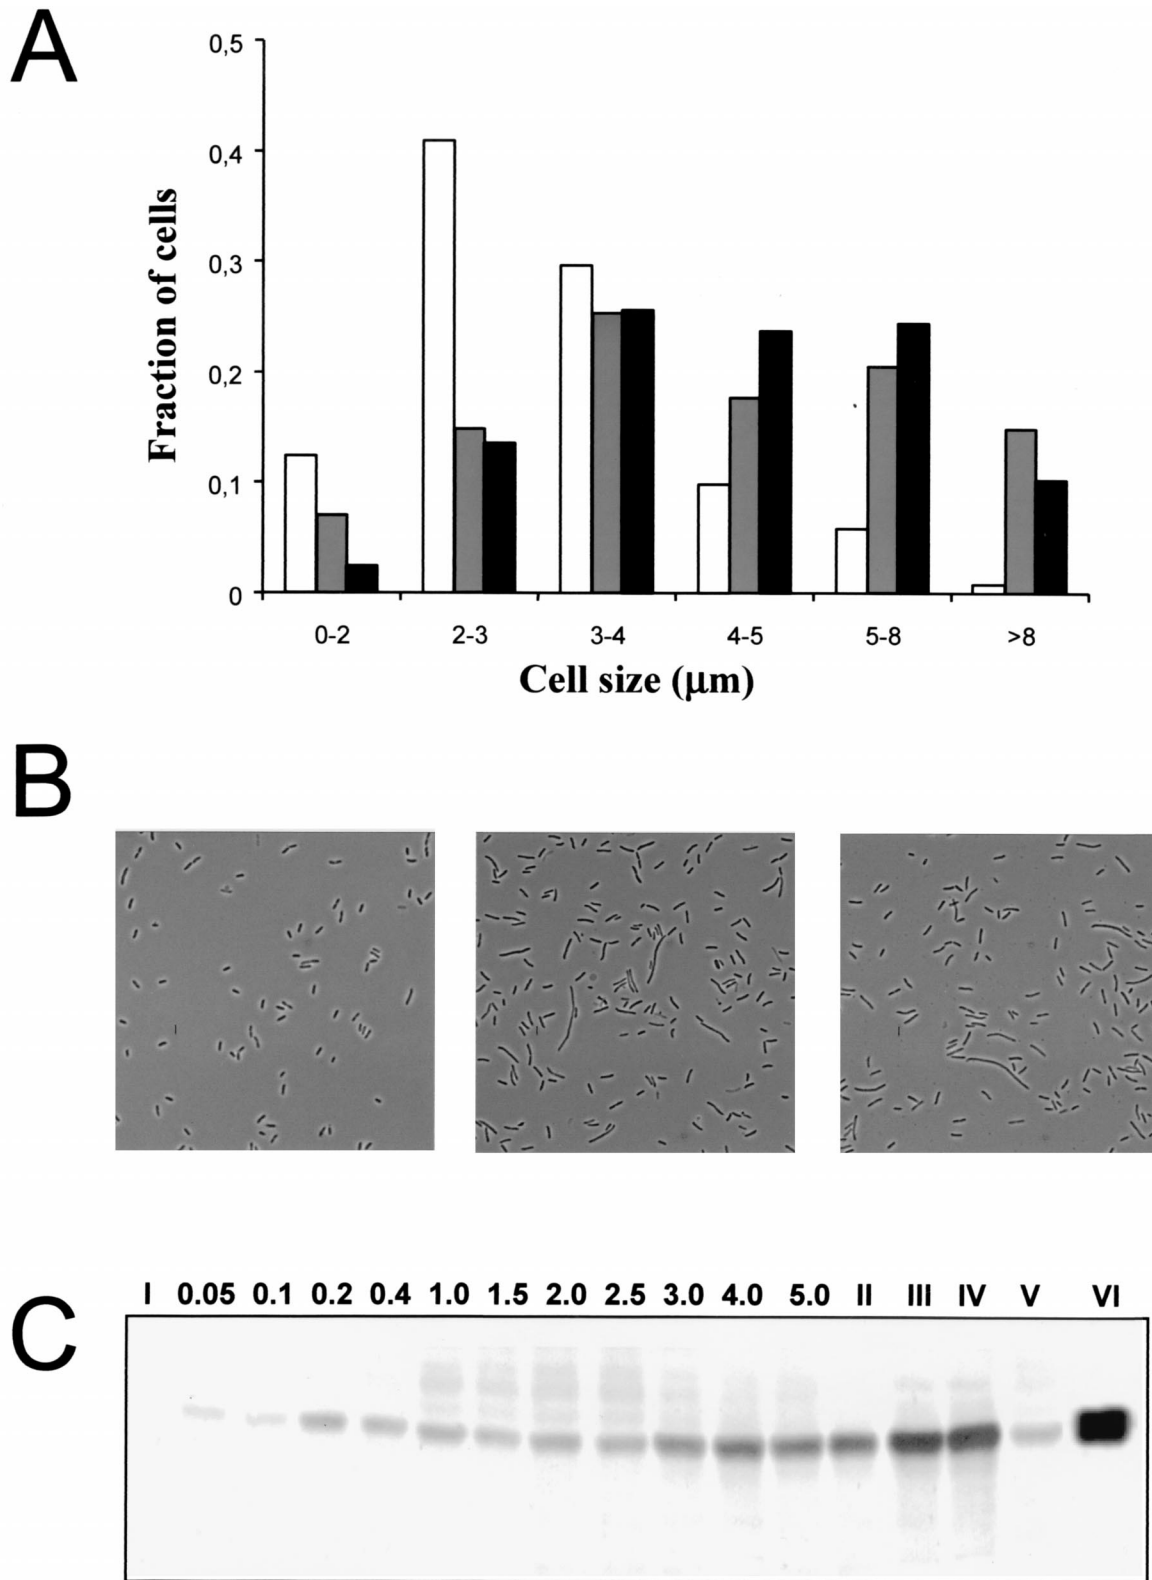 A
0,5
0,4
0,3
0,2
0,1
0
Fraction of cells
0-2 2-3 3-4 4-5 5-8 >8
Cell size (μm)
B
C
I 0.05 0.1 0.2 0.4 1.0 1.5 2.0 2.5 3.0 4.0 5.0 II III IV V VI